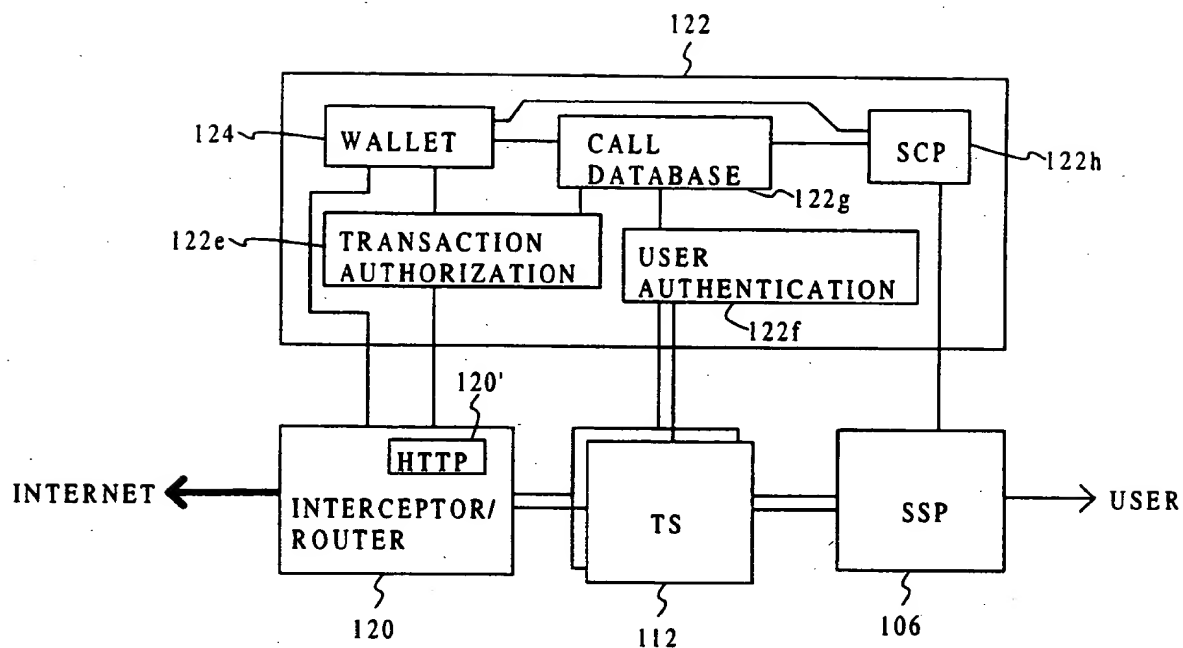 122
124
WALLET
CALL
DATABASE
SCP
122h
122g
122e
TRANSACTION
AUTHORIZATION
USER
AUTHENTICATION
122f
120'
HTTP
INTERNET
INTERCEPTOR/
ROUTER
TS
SSP
USER
120
112
106